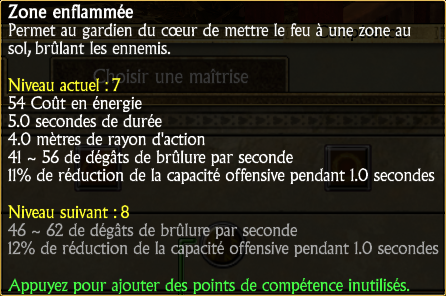 Zone enflammée
Permet au gardien du cœur de mettre le feu à une zone au
sol, brûlant les ennemis.
Choisir une maîtrise
Niveau actuel : 7
54 Coût en énergie
5.0 secondes de durée
4.0 mètres de rayon d'action
41 ~ 56 de dégâts de brûlure par seconde
11% de réduction de la capacité offensive pendant 1.0 secondes
Niveau suivant : 8
46 ~ 62 de dégâts de brûlure par seconde
12% de réduction de la capacité offensive pendant 1.0 secondes
Appuyez pour ajouter des points de compétence inutilisés.